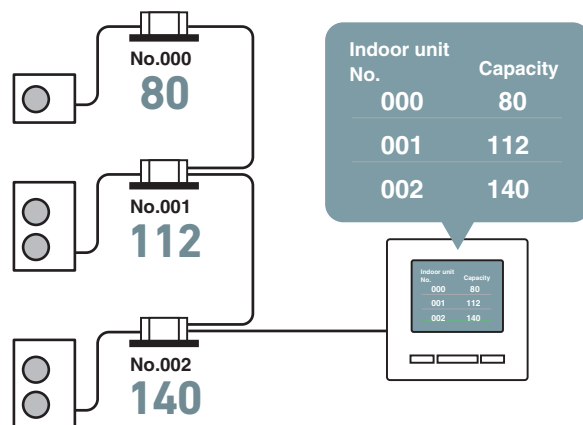 No.000
80
No.001
112
No.002
140
Indoor unit
No. Capacity
000 80
001 112
002 140
Indoor unit
No. Capacity
000 80
001 112
002 140